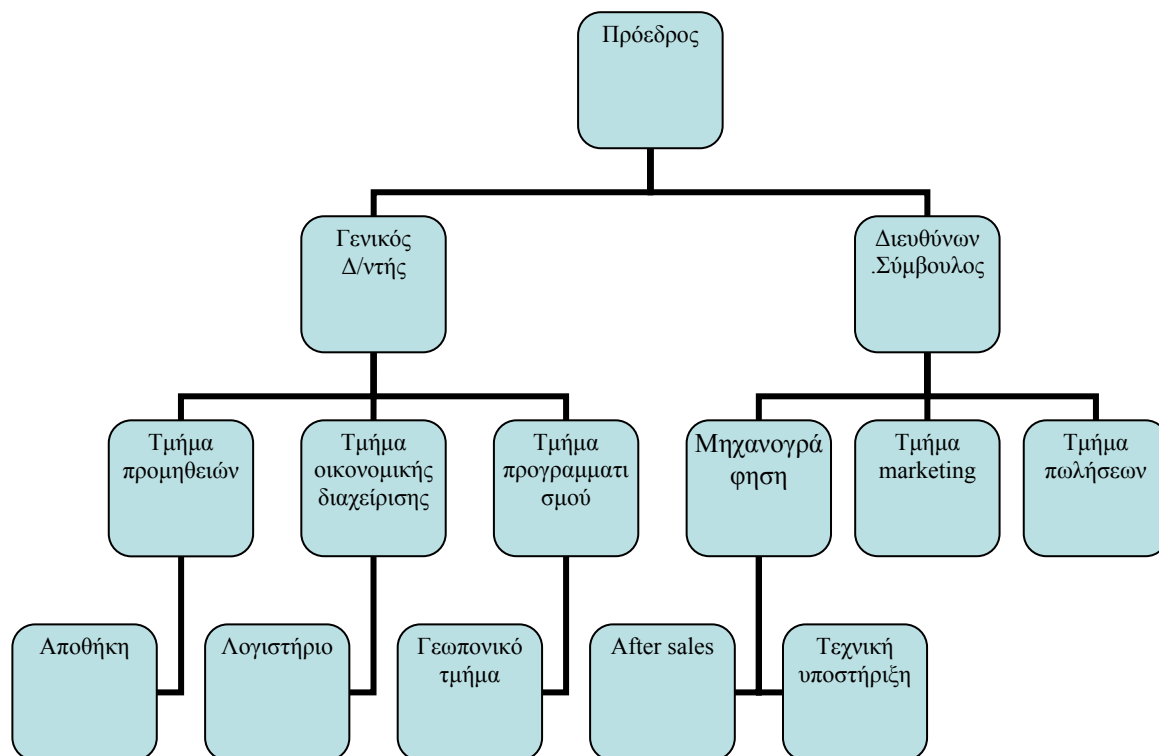 Πρόεδρος
Γενικός
Δ/ντής
Διευθύνων
.Σύμβουλος
Τμήμα
προμηθειών
Τμήμα
οικονομικής
διαχείρισης
Τμήμα
προγραμματι
σμού
Μηχανογρά
φηση
Τμήμα
marketing
Τμήμα
πωλήσεων
Αποθήκη
Λογιστήριο
Γεωπονικό
τμήμα
After sales
Τεχνική
υποστήριξη